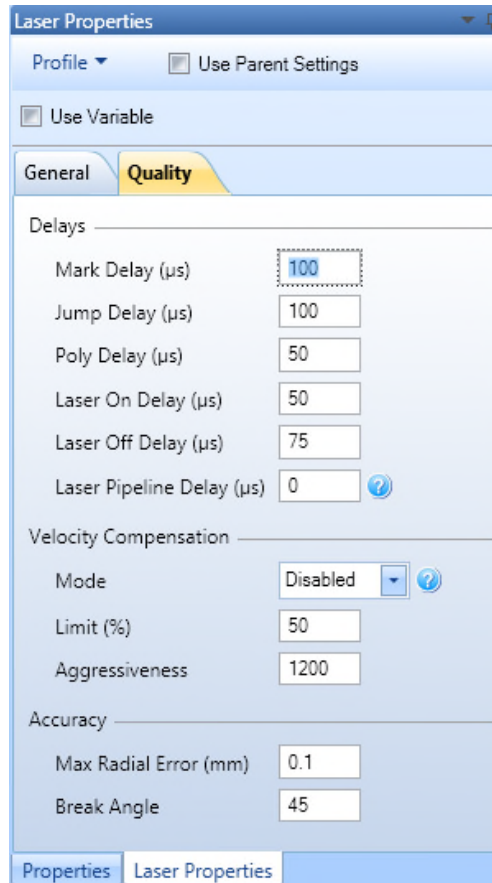 Laser Properties
Profile Use Parent Settings
Use Variable
General Quality
Delays
Mark Delay (µs) 100
Jump Delay (µs) 100
Poly Delay (µs) 50
Laser On Delay (µs) 50
Laser Off Delay (µs) 75
Laser Pipeline Delay (µs) 0 ?
Velocity Compensation
Mode Disabled ?
Limit (%) 50
Aggressiveness 1200
Accuracy
Max Radial Error (mm) 0.1
Break Angle 45
Properties Laser Properties